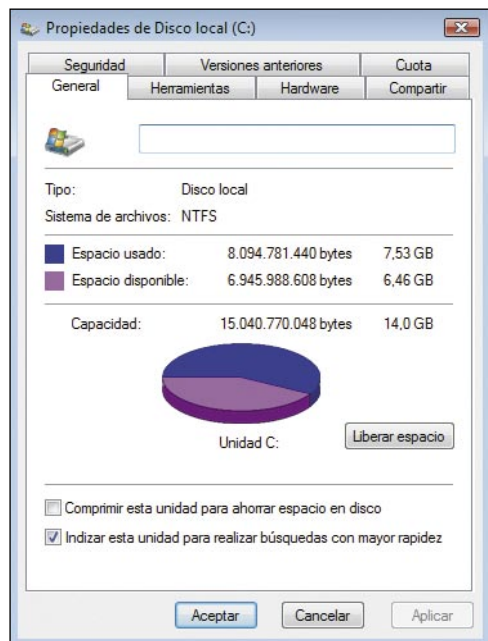 Propiedades de Disco local (C:)
Seguridad Versiones anteriores Cuota
General Herramientas Hardware Compartir
Tipo: Disco local
Sistema de archivos: NTFS
Espacio usado: 8.094.781.440 bytes 7,53 GB
Espacio disponible: 6.945.988.608 bytes 6,46 GB
Capacidad: 15.040.770.048 bytes 14,0 GB
Unidad C:
Liberar espacio
Comprimir esta unidad para ahorrar espacio en disco
Indizar esta unidad para realizar búsquedas con mayor rapidez
Aceptar Cancelar Aplicar